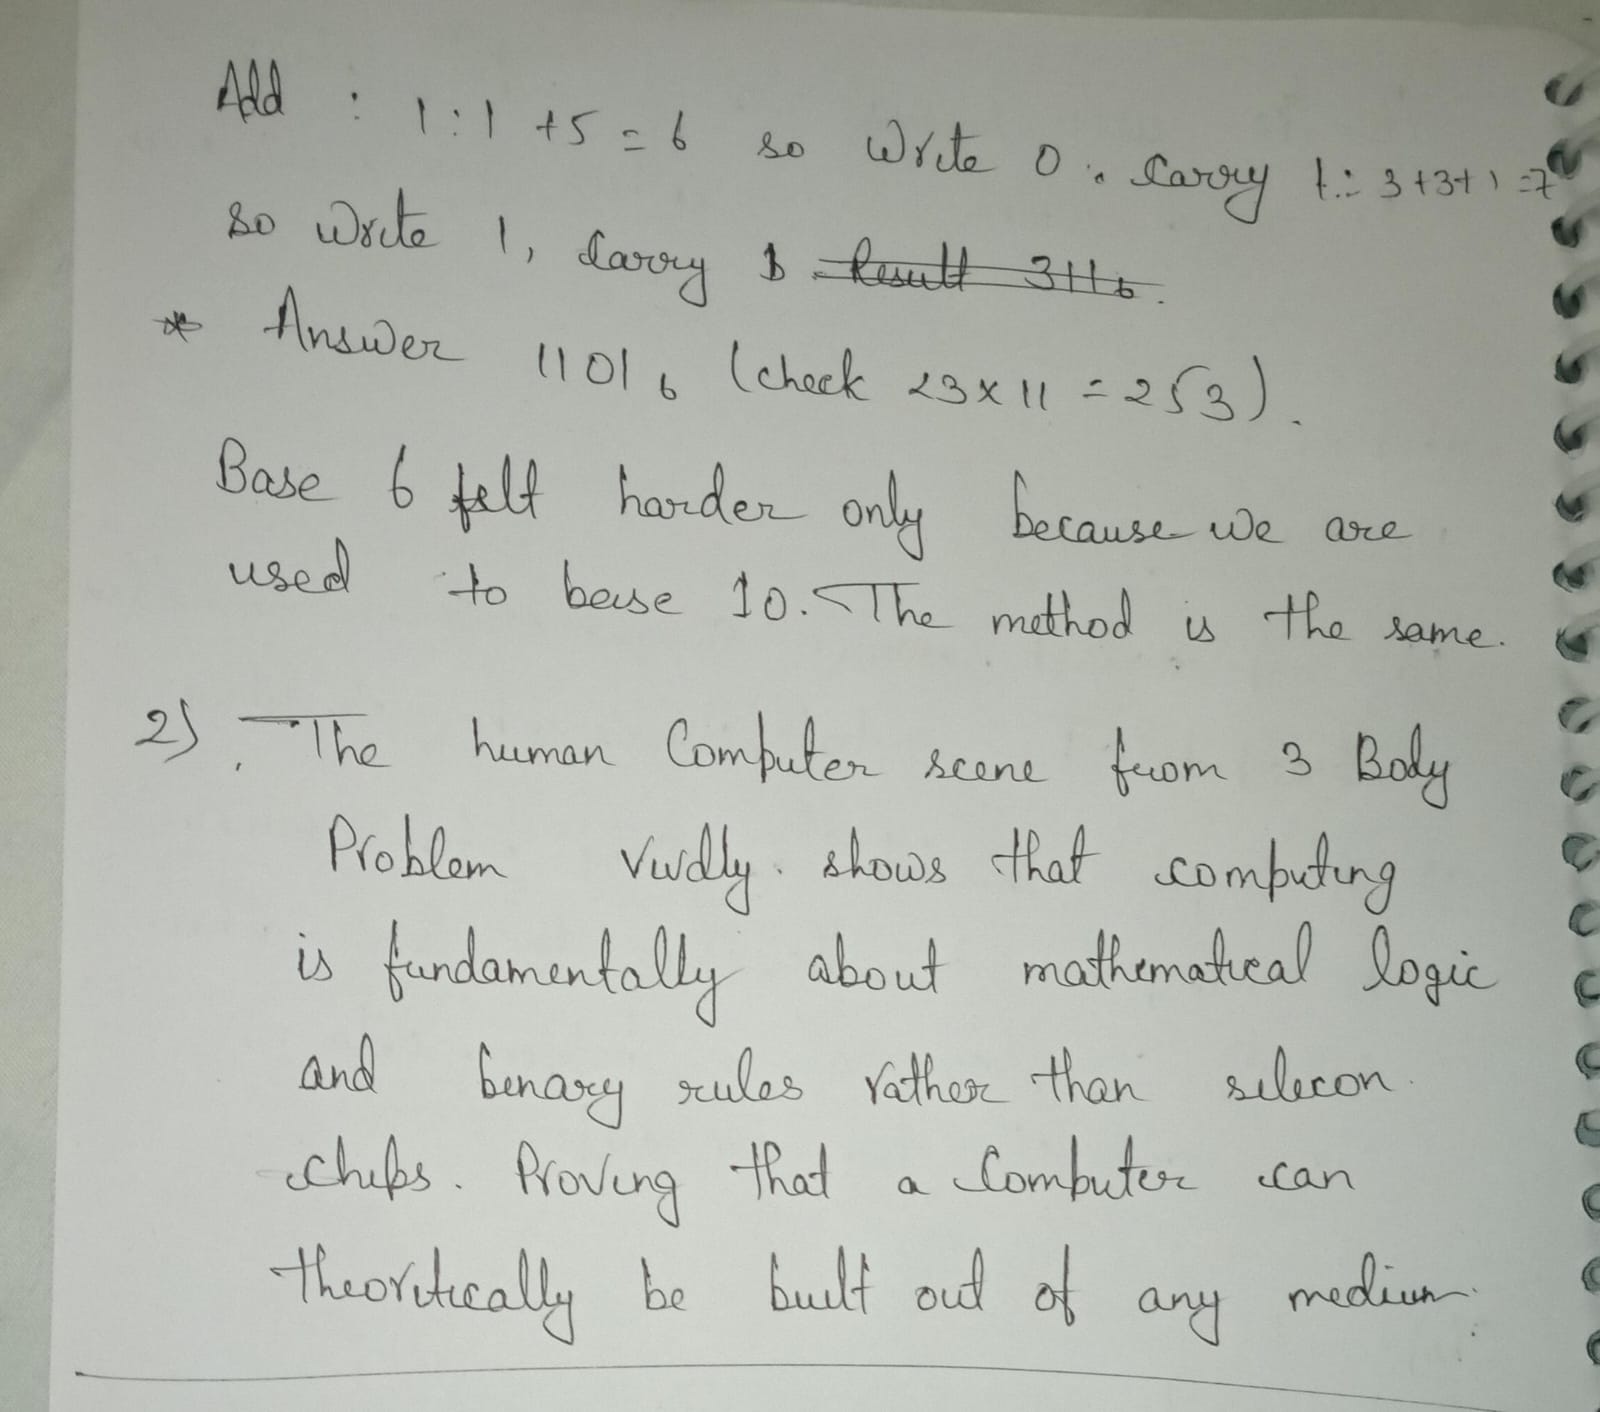 Add : 1:1 +5 = 6 so Write 0. Carry 1: 3+3+1=7
so Write 1, Carry 1 Result 311₆.
* Answer 1101₆ (check 23x11 = 253).
Base 6 felt harder only because we are
used to base 10. The method is the same.
2) The human Computer scene from 3 Body
Problem Vividly shows that computing
is fundamentally about mathematical logic
and binary rules rather than silicon
chips. Proving that a Computer can
theoritically be built out of any medium.